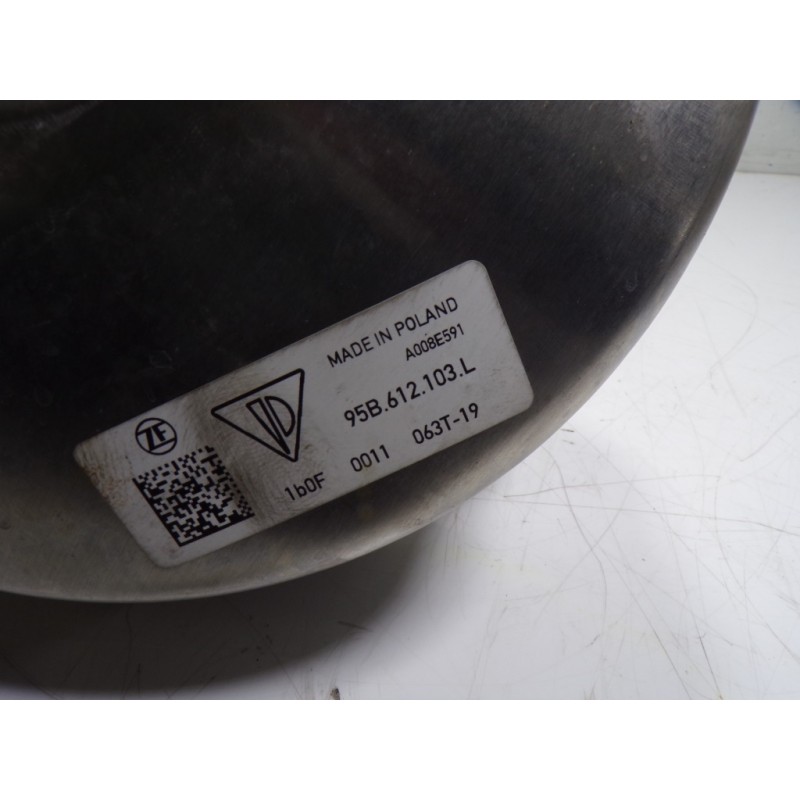 MADE IN POLAND
A008E591
95B.612.103.L
ZF
1b0F 0011 063T-19